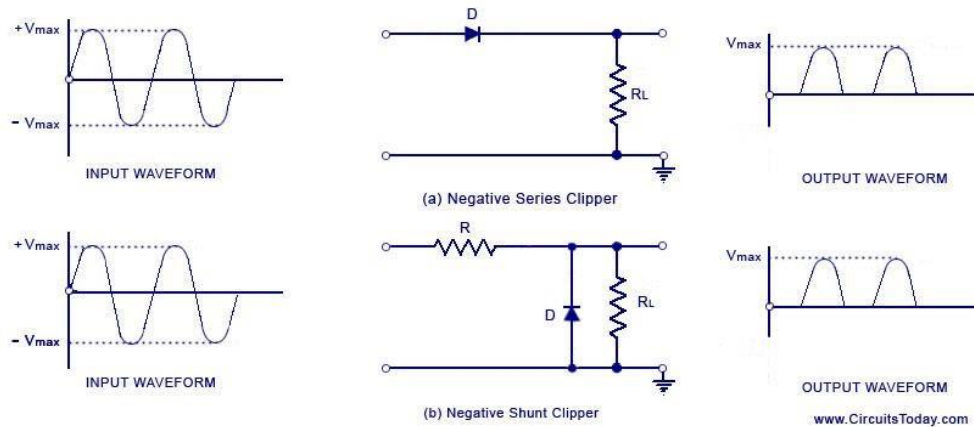 +Vmax
- Vmax
INPUT WAVEFORM
D
RL
(a) Negative Series Clipper
Vmax
OUTPUT WAVEFORM
+Vmax
- Vmax
INPUT WAVEFORM
R
D
RL
(b) Negative Shunt Clipper
Vmax
OUTPUT WAVEFORM
www.CircuitsToday.com